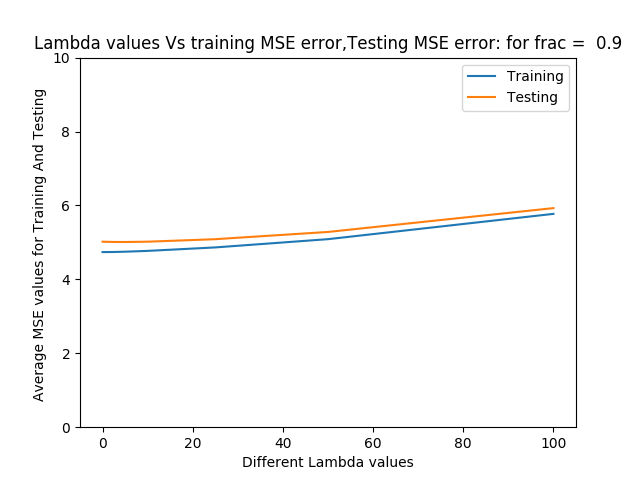 Lambda values Vs training MSE error,Testing MSE error: for frac =  0.9
10
8
6
4
2
0
Average MSE values for Training And Testing
Training
Testing
0 20 40 60 80 100
Different Lambda values